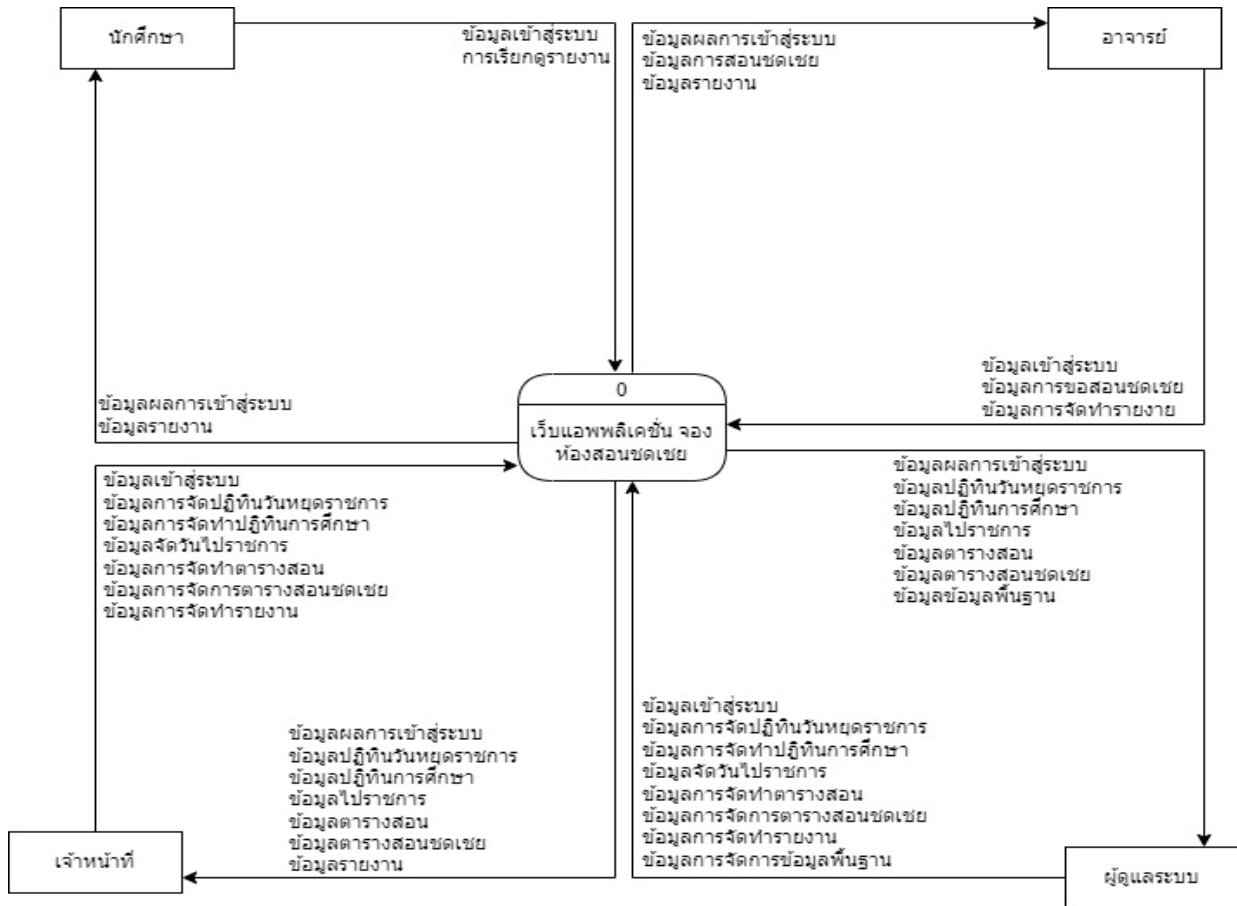 นักศึกษา
ข้อมูลเข้าสู่ระบบ
การเรียกดูรายงาน
ข้อมูลผลการเข้าสู่ระบบ
ข้อมูลการสอนชดเชย
ข้อมูลรายงาน
อาจารย์
ข้อมูลเข้าสู่ระบบ
ข้อมูลการขอสอนชดเชย
ข้อมูลการจัดทำรายงาย
ข้อมูลผลการเข้าสู่ระบบ
ข้อมูลรายงาน
0
เว็บแอพพลิเคชั่น จอง
ห้องสอนชดเชย
ข้อมูลเข้าสู่ระบบ
ข้อมูลการจัดปฏิทินวันหยุดราชการ
ข้อมูลการจัดทำปฏิทินการศึกษา
ข้อมูลจัดวันไปราชการ
ข้อมูลการจัดทำตารางสอน
ข้อมูลการจัดการตารางสอนชดเชย
ข้อมูลการจัดทำรายงาน
ข้อมูลผลการเข้าสู่ระบบ
ข้อมูลปฏิทินวันหยุดราชการ
ข้อมูลปฏิทินการศึกษา
ข้อมูลไปราชการ
ข้อมูลตารางสอน
ข้อมูลตารางสอนชดเชย
ข้อมูลข้อมูลพื้นฐาน
ข้อมูลผลการเข้าสู่ระบบ
ข้อมูลปฏิทินวันหยุดราชการ
ข้อมูลปฏิทินการศึกษา
ข้อมูลไปราชการ
ข้อมูลตารางสอน
ข้อมูลตารางสอนชดเชย
ข้อมูลรายงาน
ข้อมูลเข้าสู่ระบบ
ข้อมูลการจัดปฏิทินวันหยุดราชการ
ข้อมูลการจัดทำปฏิทินการศึกษา
ข้อมูลจัดวันไปราชการ
ข้อมูลการจัดทำตารางสอน
ข้อมูลการจัดการตารางสอนชดเชย
ข้อมูลการจัดทำรายงาน
ข้อมูลการจัดการข้อมูลพื้นฐาน
เจ้าหน้าที่
ผู้ดูแลระบบ